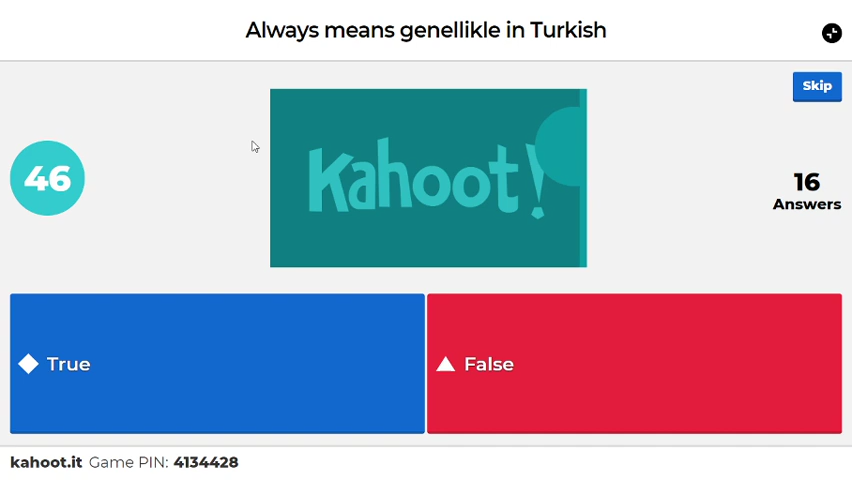 Always means genellikle in Turkish
Skip
46
Kahoot!
16
Answers
True
False
kahoot.it Game PIN: 4134428